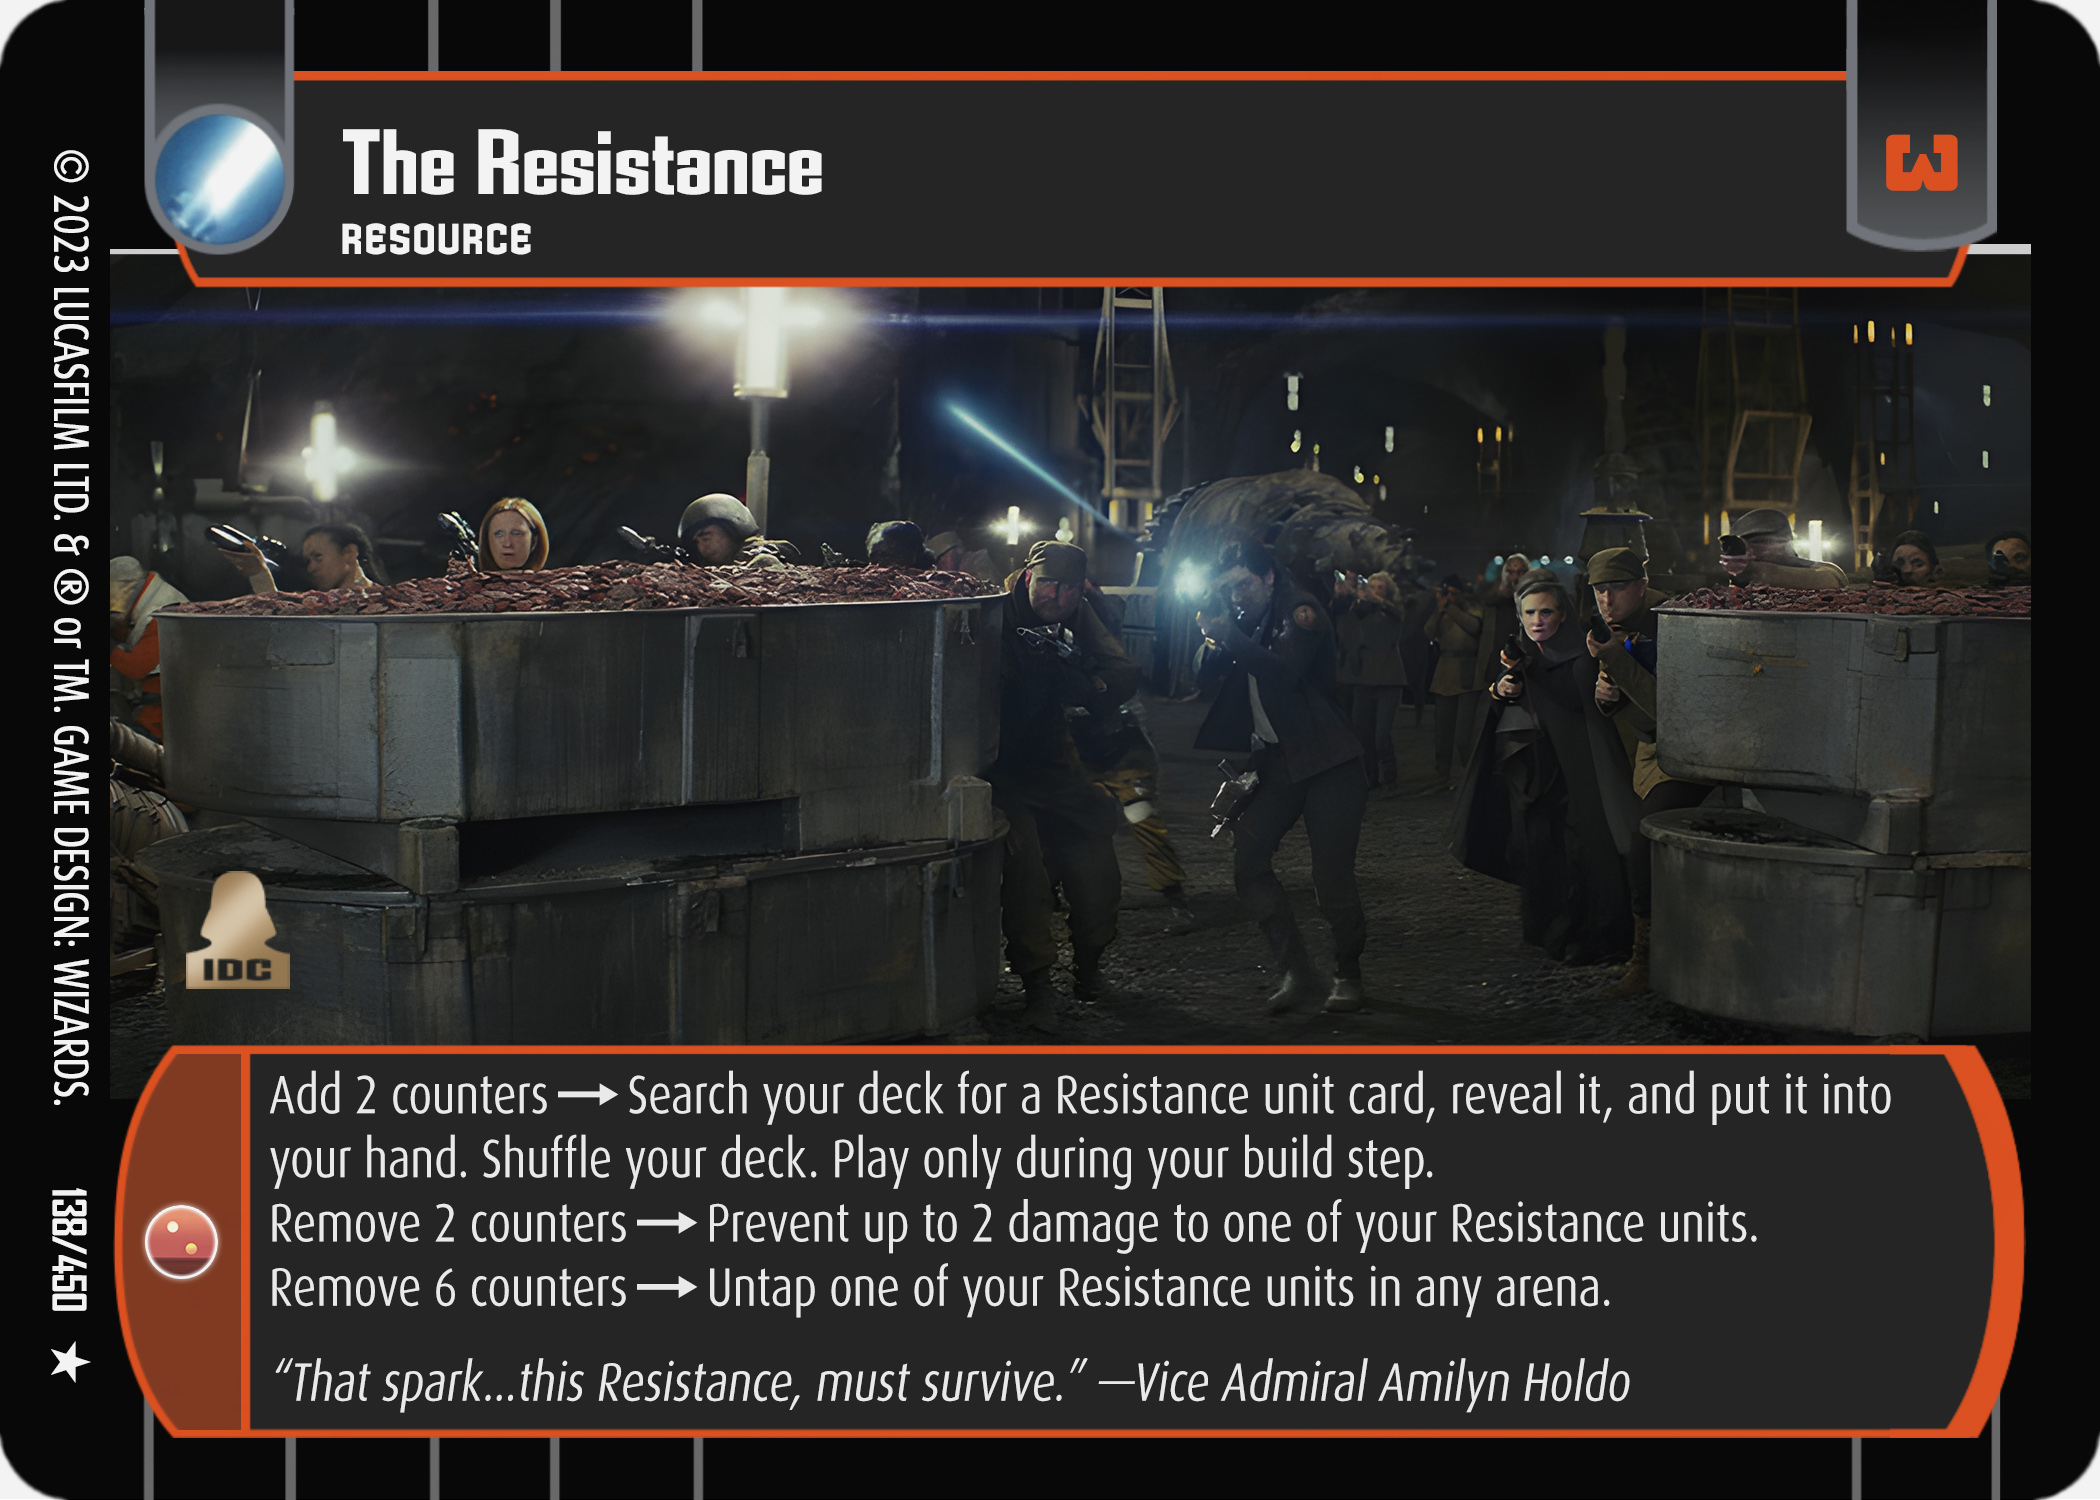 The Resistance
RESOURCE
3
IDC
Add 2 counters → Search your deck for a Resistance unit card, reveal it, and put it into
your hand. Shuffle your deck. Play only during your build step.
Remove 2 counters → Prevent up to 2 damage to one of your Resistance units.
Remove 6 counters → Untap one of your Resistance units in any arena.
“That spark...this Resistance, must survive.” —Vice Admiral Amilyn Holdo
© 2023 LUCASFILM LTD. & ® or TM. GAME DESIGN: WIZARDS. 138/450 ★